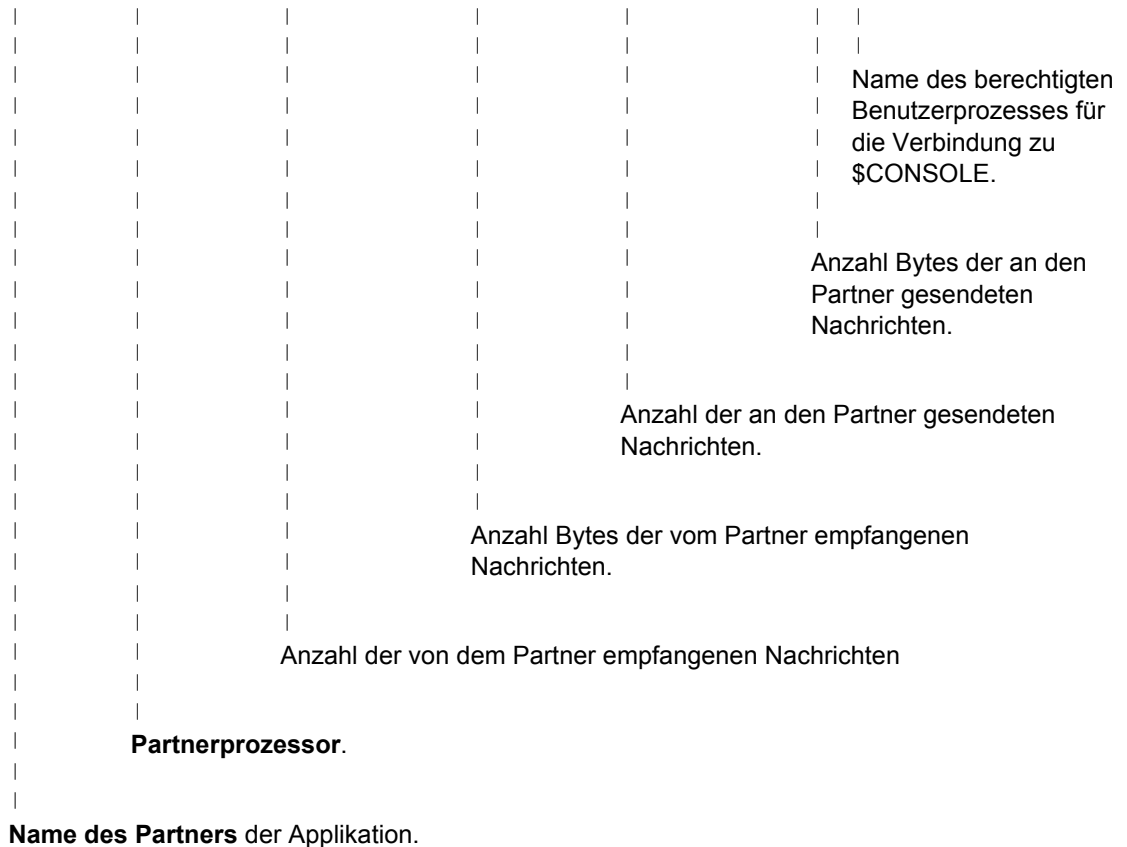 Name des berechtigten
Benutzerprozesses für
die Verbindung zu
$CONSOLE.
Anzahl Bytes der an den
Partner gesendeten
Nachrichten.
Anzahl der an den Partner gesendeten
Nachrichten.
Anzahl Bytes der vom Partner empfangenen
Nachrichten.
Anzahl der von dem Partner empfangenen Nachrichten
Partnerprozessor.
Name des Partners der Applikation.